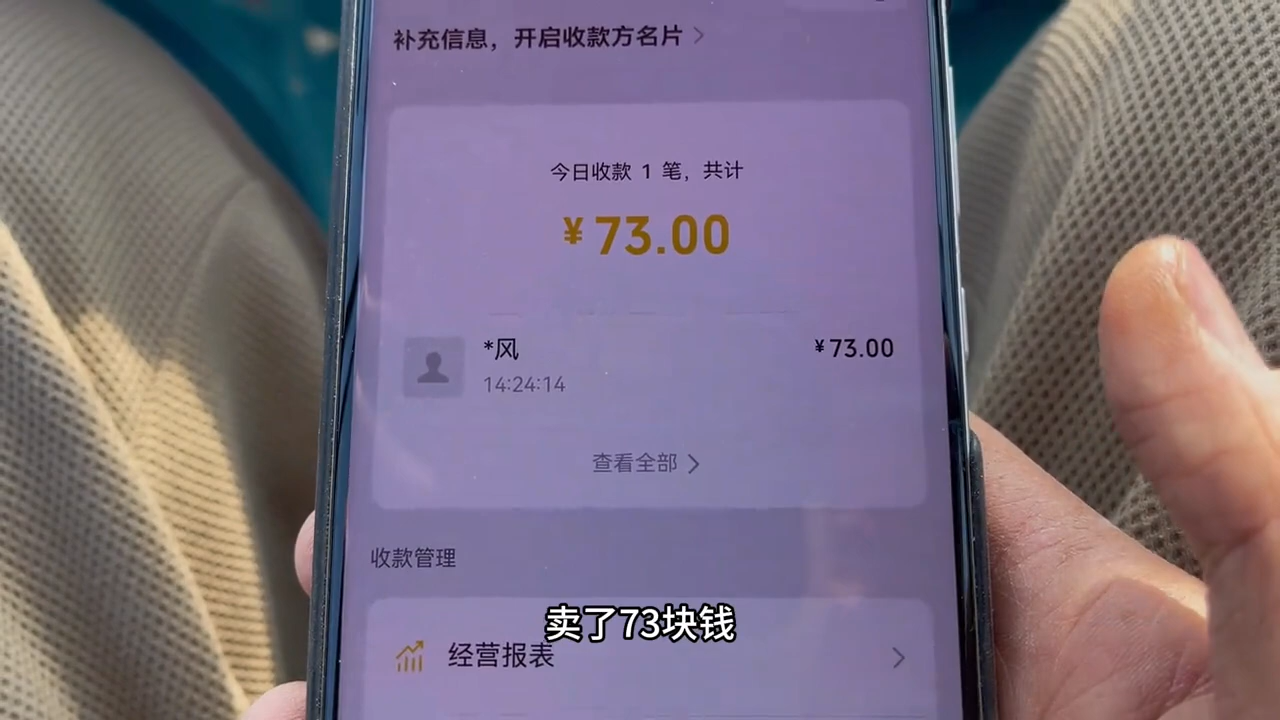 补充信息，开启收款方名片
今日收款 1 笔，共计
¥73.00
*风
¥73.00
14:24:14
查看全部
收款管理
卖了73块钱
经营报表